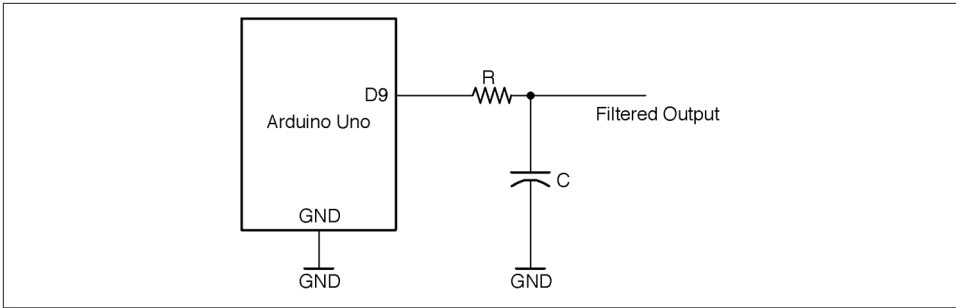 R
D9
Arduino Uno
Filtered Output
C
GND
GND
GND